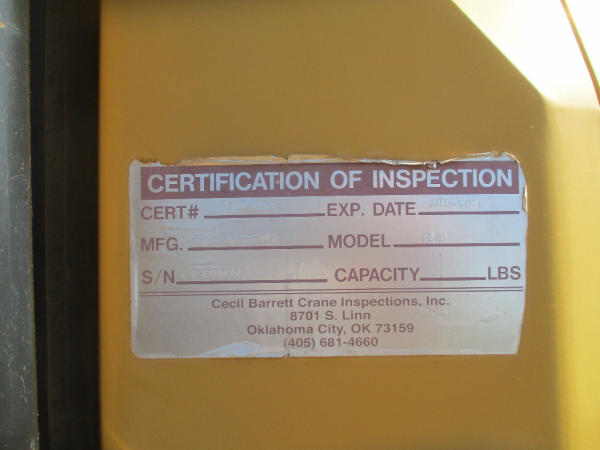 CERTIFICATION OF INSPECTION
CERT# EXP. DATE
MFG. MODEL
S/N CAPACITY LBS
Cecil Barrett Crane Inspections, Inc.
8701 S. Linn
Oklahoma City, OK 73159
(405) 681-4660